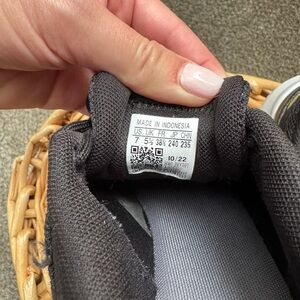 MADE IN INDONESIA
US UK FR JP CHN
7 5½ 38⅔ 240 235
10/22